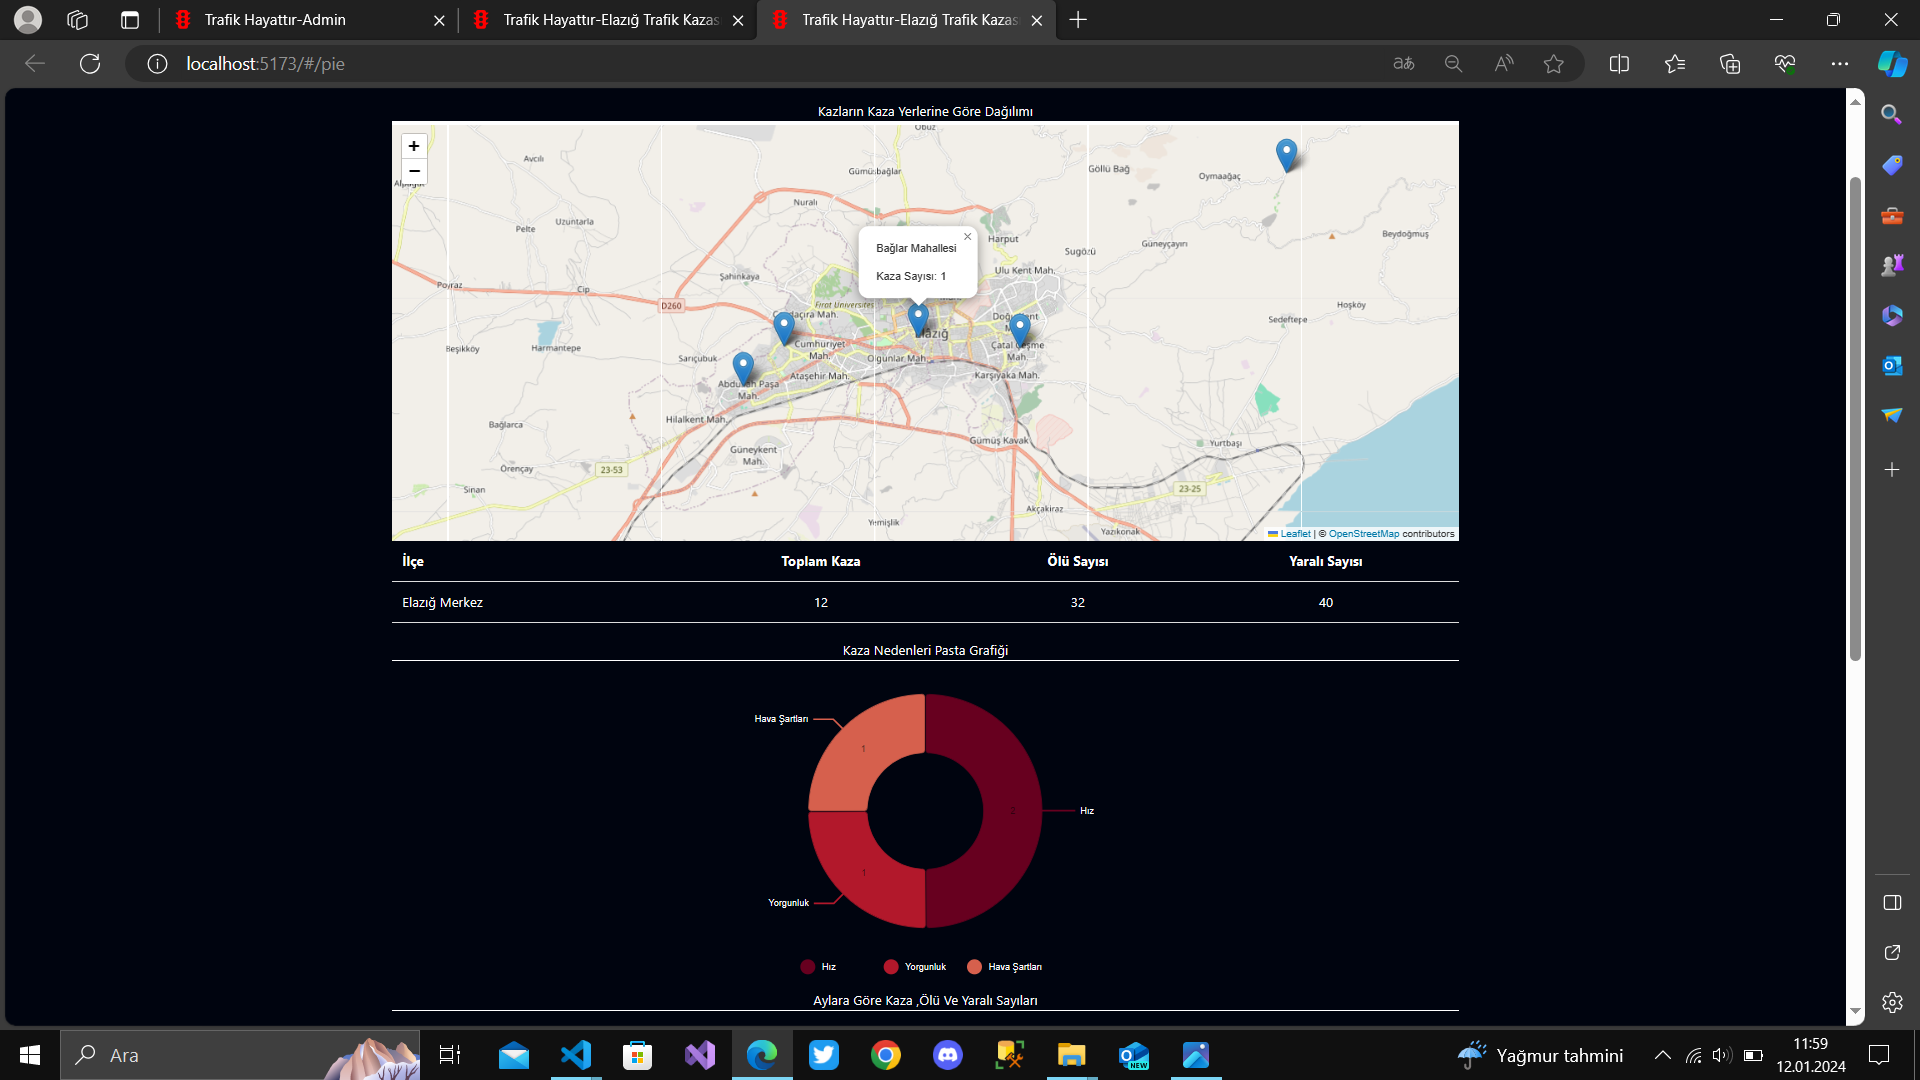 Trafik Hayattır-Admin
Trafik Hayattır-Elazığ Trafik Kazas
Trafik Hayattır-Elazığ Trafik Kazas
localhost:5173/#/pie
Kazların Kaza Yerlerine Göre Dağılımı
+
−
Obuz
Avcılı
Gümüşbağlar
Göllü Bağ
Oymaağaç
Nuralı
Uzuntarla
Pelte
Beydoğmuş
Harput
Sugözü
Güneyçayırı
Bağlar Mahallesi
Kaza Sayısı: 1
Ulu Kent Mah.
Şahinkaya
Poyraz
Cip
D260
Fırat Üniversitesi
Hoşköy
Sedeftepe
Cumhuriyet Mah.
Çatal Çeşme Mah.
Beşikköy
Harmantepe
Sarıçubuk
Olgunlar Mah.
Ataşehir Mah.
Karşıyaka Mah.
Abdullah Paşa Mah.
Hilalkent Mah.
Bağlarca
Gümüş Kavak
Yurtbaşı
Güneykent Mah.
Örençay
23-53
Sinan
23-25
Akçakiraz
Yemişlik
Yazıkonak
Leaflet | © OpenStreetMap contributors
İlçe Toplam Kaza Ölü Sayısı Yaralı Sayısı
Elazığ Merkez 12 32 40
Kaza Nedenleri Pasta Grafiği
Hava Şartları
1
2
Hız
1
Yorgunluk
Hız Yorgunluk Hava Şartları
Aylara Göre Kaza ,Ölü Ve Yaralı Sayıları
Ara
NEW
Yağmur tahmini
11:59
12.01.2024